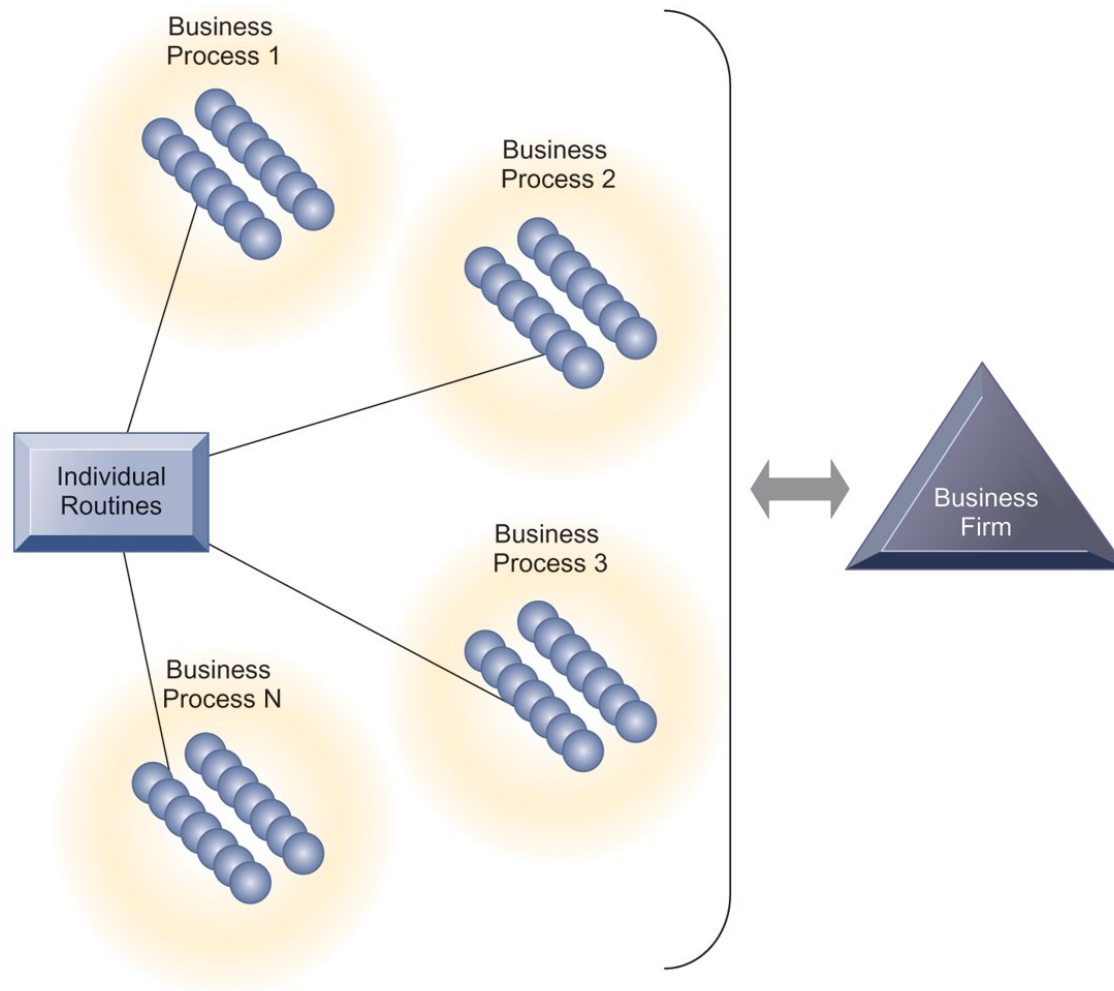 Business
Process 1
Business
Process 2
Individual
Routines
Business
Firm
Business
Process 3
Business
Process N